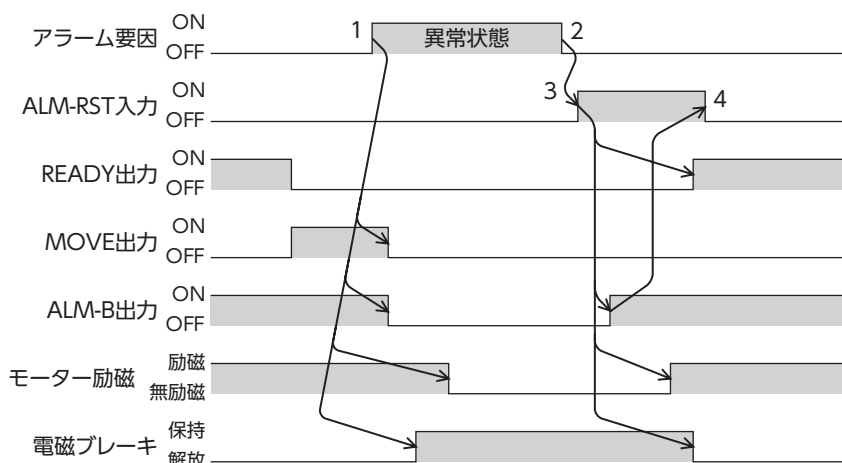 アラーム要因 ON OFF 1 異常状態 2
ALM-RST入力 ON OFF 3 4
READY出力 ON OFF
MOVE出力 ON OFF
ALM-B出力 ON OFF
モーター励磁 励磁 無励磁
電磁ブレーキ 保持 解放